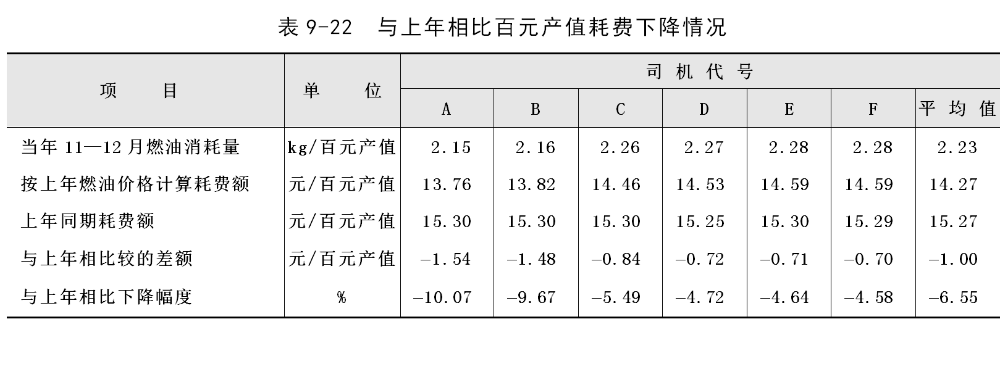 表 9-22 与上年相比百元产值耗费下降情况
项 目 单 位 司 机 代 号
A B C D E F 平 均 值
当年 11—12 月燃油消耗量 kg/百元产值 2.15 2.16 2.26 2.27 2.28 2.28 2.23
按上年燃油价格计算耗费额 元/百元产值 13.76 13.82 14.46 14.53 14.59 14.59 14.27
上年同期耗费额 元/百元产值 15.30 15.30 15.30 15.25 15.30 15.29 15.27
与上年相比较的差额 元/百元产值 −1.54 −1.48 −0.84 −0.72 −0.71 −0.70 −1.00
与上年相比下降幅度 % −10.07 −9.67 −5.49 −4.72 −4.64 −4.58 −6.55